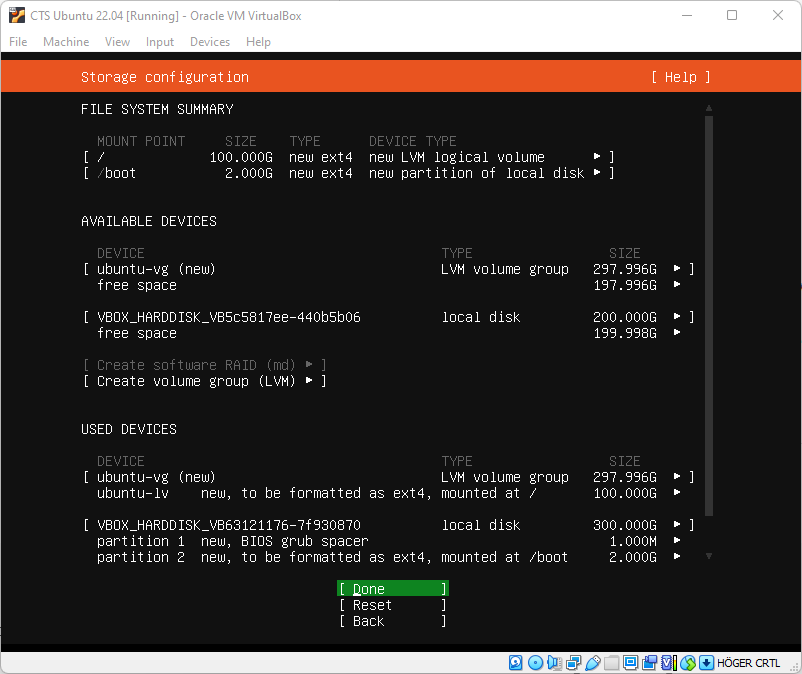 CTS Ubuntu 22.04 [Running] - Oracle VM VirtualBox
File Machine View Input Devices Help
Storage configuration [ Help ]
FILE SYSTEM SUMMARY
MOUNT POINT SIZE TYPE DEVICE TYPE
[ / 100.000G new ext4 new LVM logical volume ▸ ]
[ /boot 2.000G new ext4 new partition of local disk ▸ ]
AVAILABLE DEVICES
DEVICE TYPE SIZE
[ ubuntu-vg (new) LVM volume group 297.996G ▸ ]
free space 197.996G ▸
[ VBOX_HARDDISK_VB5c5817ee-440b5b06 local disk 200.000G ▸ ]
free space 199.998G ▸
[ Create software RAID (md) ▸ ]
[ Create volume group (LVM) ▸ ]
USED DEVICES
DEVICE TYPE SIZE
[ ubuntu-vg (new) LVM volume group 297.996G ▸ ]
ubuntu-lv new, to be formatted as ext4, mounted at / 100.000G ▸
[ VBOX_HARDDISK_VB63121176-7f930870 local disk 300.000G ▸ ]
partition 1 new, BIOS grub spacer 1.000M ▸
partition 2 new, to be formatted as ext4, mounted at /boot 2.000G ▸
[ Done ]
[ Reset ]
[ Back ]
HÖGER CRTL